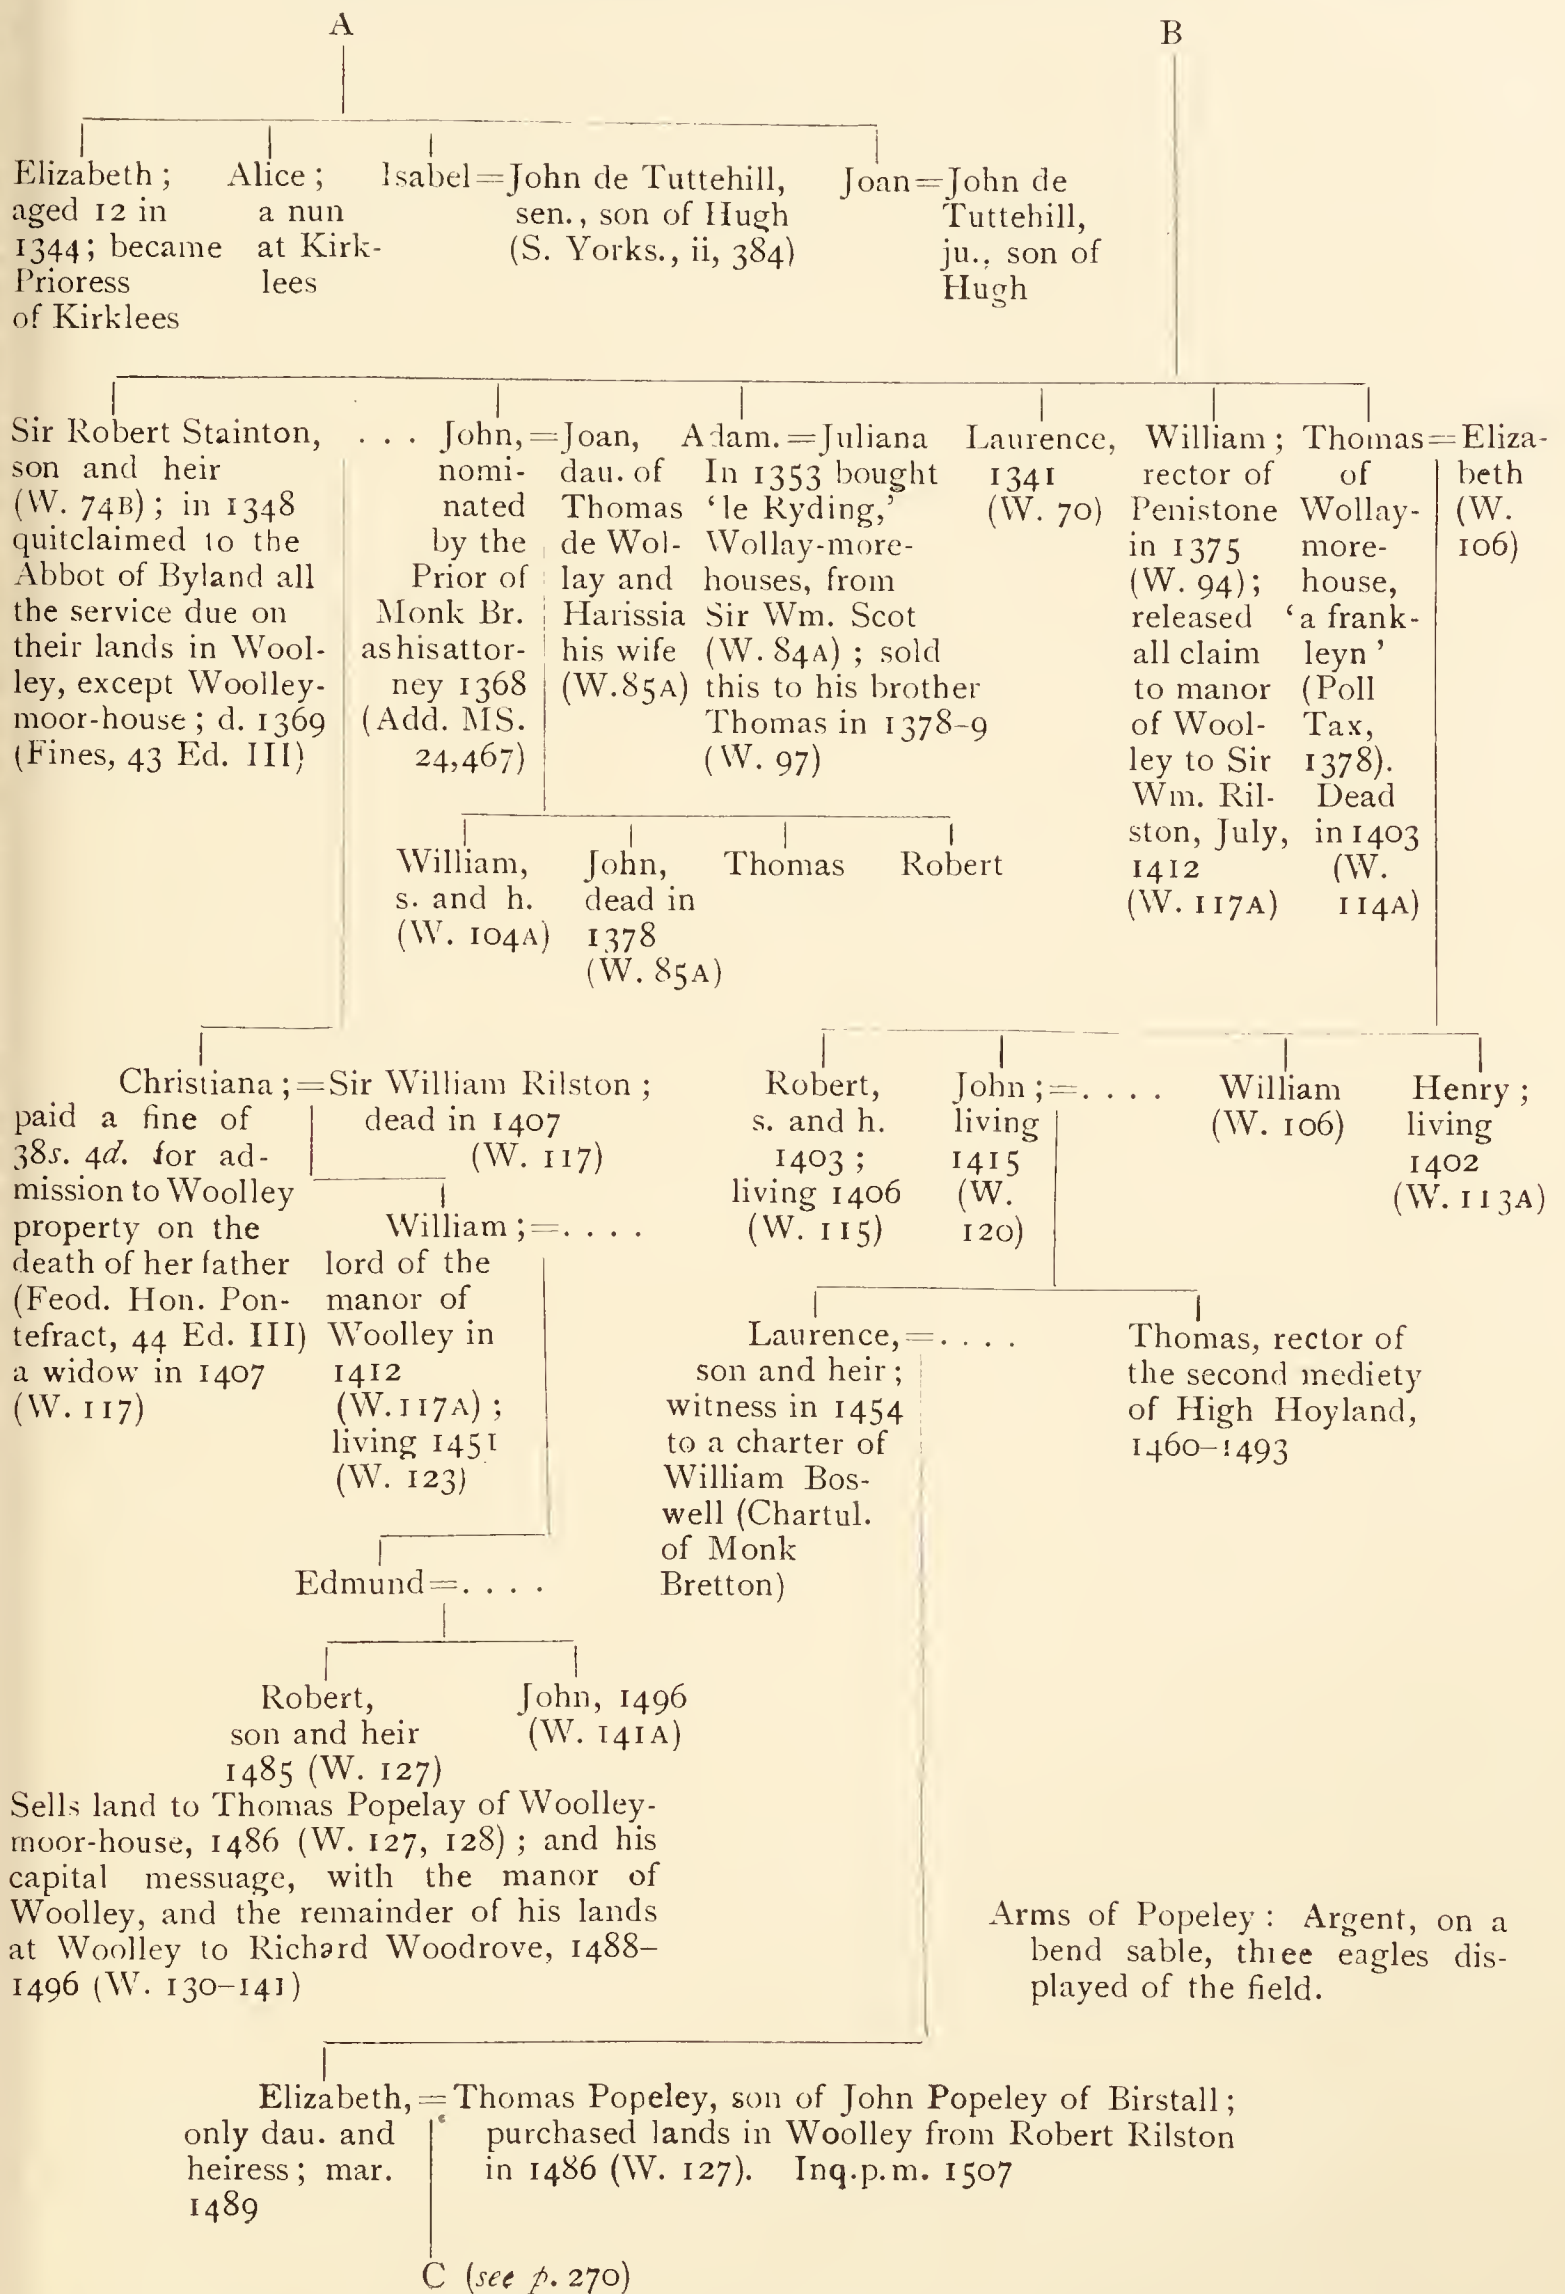 A
B
Elizabeth;
aged 12 in
1344; became
Prioress
of Kirklees
Alice;
a nun
at Kirk-
lees
Isabel=John de Tuttehill,
sen., son of Hugh
(S. Yorks., ii, 384)
Joan=John de
Tuttehill,
ju., son of
Hugh
Sir Robert Stainton,
son and heir
(W. 74B); in 1348
quitclaimed to the
Abbot of Byland all
the service due on
their lands in Wool-
ley, except Woolley-
moor-house; d. 1369
(Fines, 43 Ed. III)
. . . John,=
nomi-
nated
by the
Prior of
Monk Br.
as his attor-
ney 1368
(Add. MS.
24,467)
Joan,
dau. of
Thomas
de Wol-
lay and
Harissia
his wife
(W. 85A)
Adam.=Juliana
In 1353 bought
‘le Ryding,’
Wollay-more-
houses, from
Sir Wm. Scot
(W. 84A); sold
this to his brother
Thomas in 1378-9
(W. 97)
Laurence,
1341
(W. 70)
William;
rector of
Penistone
in 1375
(W. 94);
released
all claim
to manor
of Wool-
ley to Sir
Wm. Ril-
ston, July,
1412
(W. 117A)
Thomas=
of
Wollay-
more-
house,
‘a frank-
leyn’
(Poll
Tax,
1378).
Dead
in 1403
(W.
114A)
Eliza-
beth
(W.
106)
William,
s. and h.
(W. 104A)
John,
dead in
1378
(W. 85A)
Thomas
Robert
Christiana;=
paid a fine of
38s. 4d. for ad-
mission to Woolley
property on the
death of her father
(Feod. Hon. Pon-
tefract, 44 Ed. III)
a widow in 1407
(W. 117)
Sir William Rilston;
dead in 1407
(W. 117)
William;=. . . .
lord of the
manor of
Woolley in
1412
(W. 117A);
living 1451
(W. 123)
Robert,
s. and h.
1403;
living 1406
(W. 115)
John;=. . . .
living
1415
(W.
120)
William
(W. 106)
Henry;
living
1402
(W. 113A)
Laurence,=. . . .
son and heir;
witness in 1454
to a charter of
William Bos-
well (Chartul.
of Monk
Bretton)
Thomas, rector of
the second mediety
of High Hoyland,
1460-1493
Edmund=. . . .
Robert,
son and heir
1485 (W. 127)
John, 1496
(W. 141A)
Sells land to Thomas Popelay of Woolley-
moor-house, 1486 (W. 127, 128); and his
capital messuage, with the manor of
Woolley, and the remainder of his lands
at Woolley to Richard Woodrove, 1488-
1496 (W. 130-141)
Arms of Popeley: Argent, on a
bend sable, three eagles dis-
played of the field.
Elizabeth,=
only dau. and
heiress; mar.
1489
Thomas Popeley, son of John Popeley of Birstall;
purchased lands in Woolley from Robert Rilston
in 1486 (W. 127). Inq.p.m. 1507
C (see p. 270)